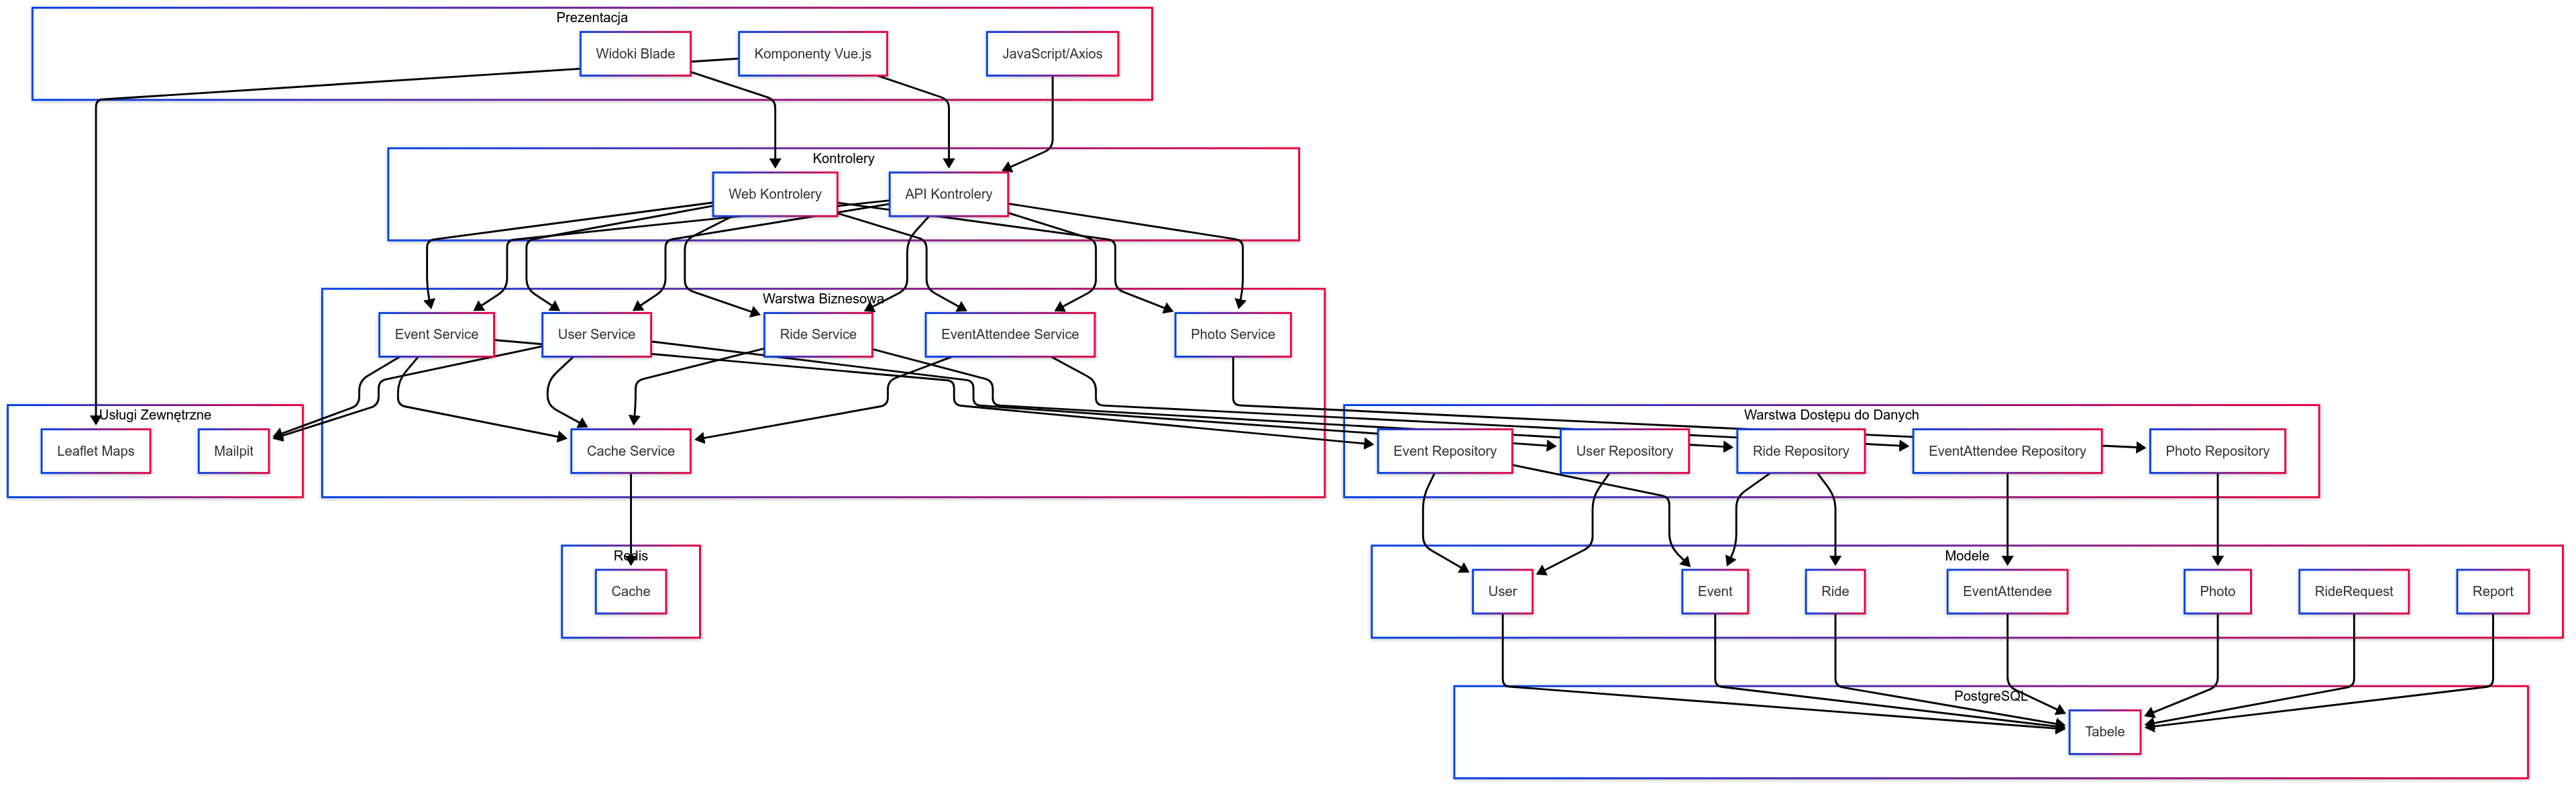 Prezentacja
Widoki Blade
Komponenty Vue.js
JavaScript/Axios
Kontrolery
Web Kontrolery
API Kontrolery
Warstwa Biznesowa
Event Service
User Service
Ride Service
EventAttendee Service
Photo Service
Usługi Zewnętrzne
Leaflet Maps
Mailpit
Cache Service
Warstwa Dostępu do Danych
Event Repository
User Repository
Ride Repository
EventAttendee Repository
Photo Repository
Redis
Cache
Modele
User
Event
Ride
EventAttendee
Photo
RideRequest
Report
PostgreSQL
Tabele